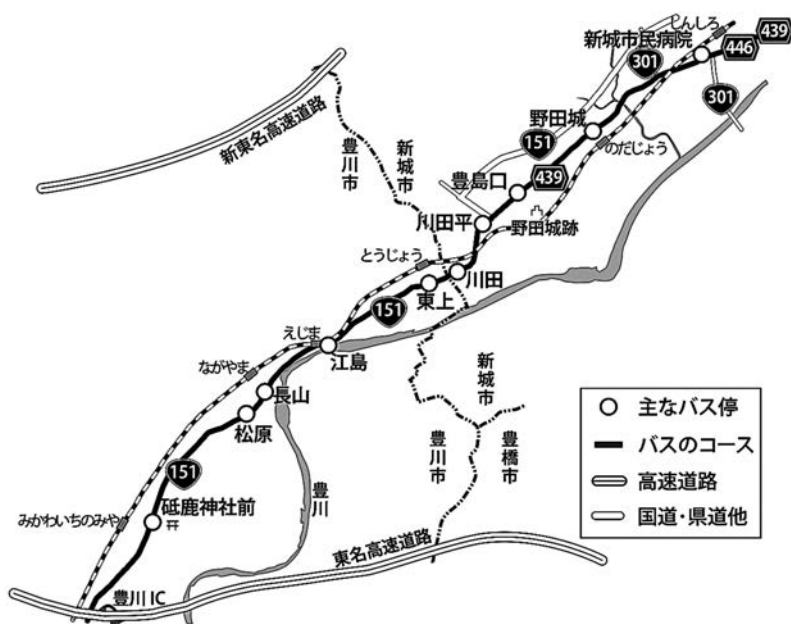 しんしろ
439
新城市民病院
446
301
301
新東名高速道路
野田城
151
のだじょう
豊川市
新城市
豊島口
439
川田平
野田城跡
とうじょう
川田
東上
151
えじま
江島
ながやま
長山
新城市
松原
豊川市
豊橋市
151
豊川
みかわいちのみや
砥鹿神社前
東名高速道路
豊川 IC
主なバス停
バスのコース
高速道路
国道・県道他